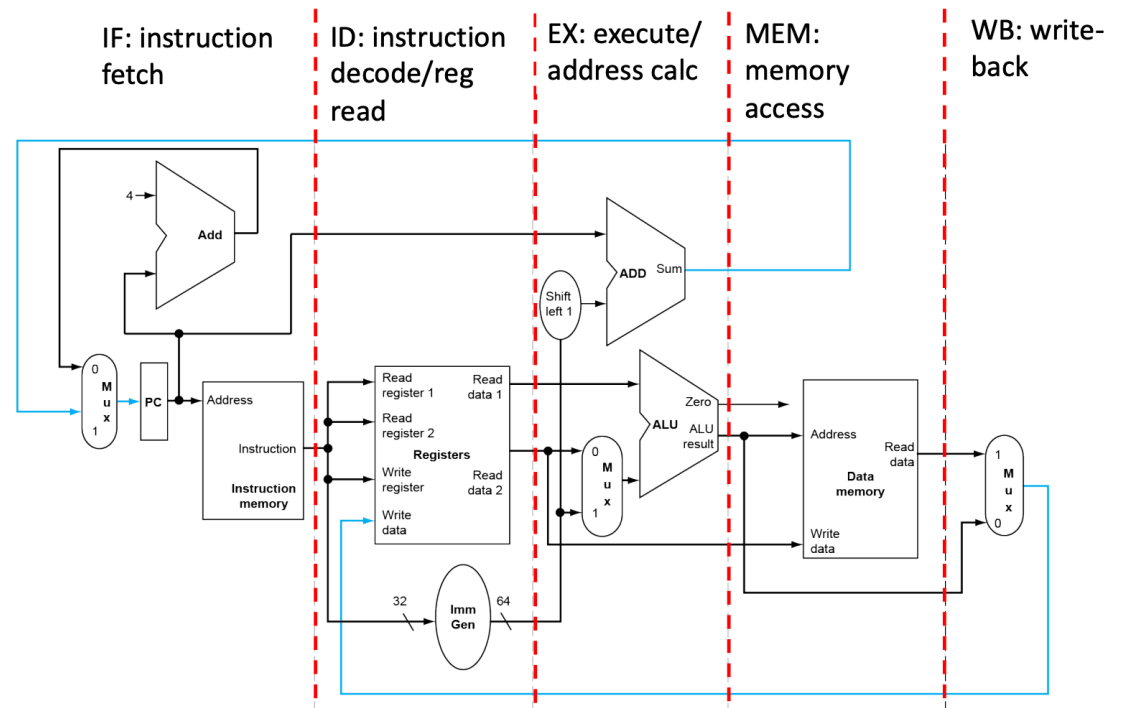 IF: instruction
fetch
ID: instruction
decode/reg
read
EX: execute/
address calc
MEM:
memory
access
WB: write-
back
4
Add
ADD
Sum
Shift
left 1
0
M
u
x
1
PC
Address
Instruction
Instruction
memory
Read
register 1
Read
register 2
Write
register
Write
data
Registers
Read
data 1
Read
data 2
32
Imm
Gen
64
0
M
u
x
1
Zero
ALU
ALU
result
Address
Read
data
Data
memory
Write
data
1
M
u
x
0